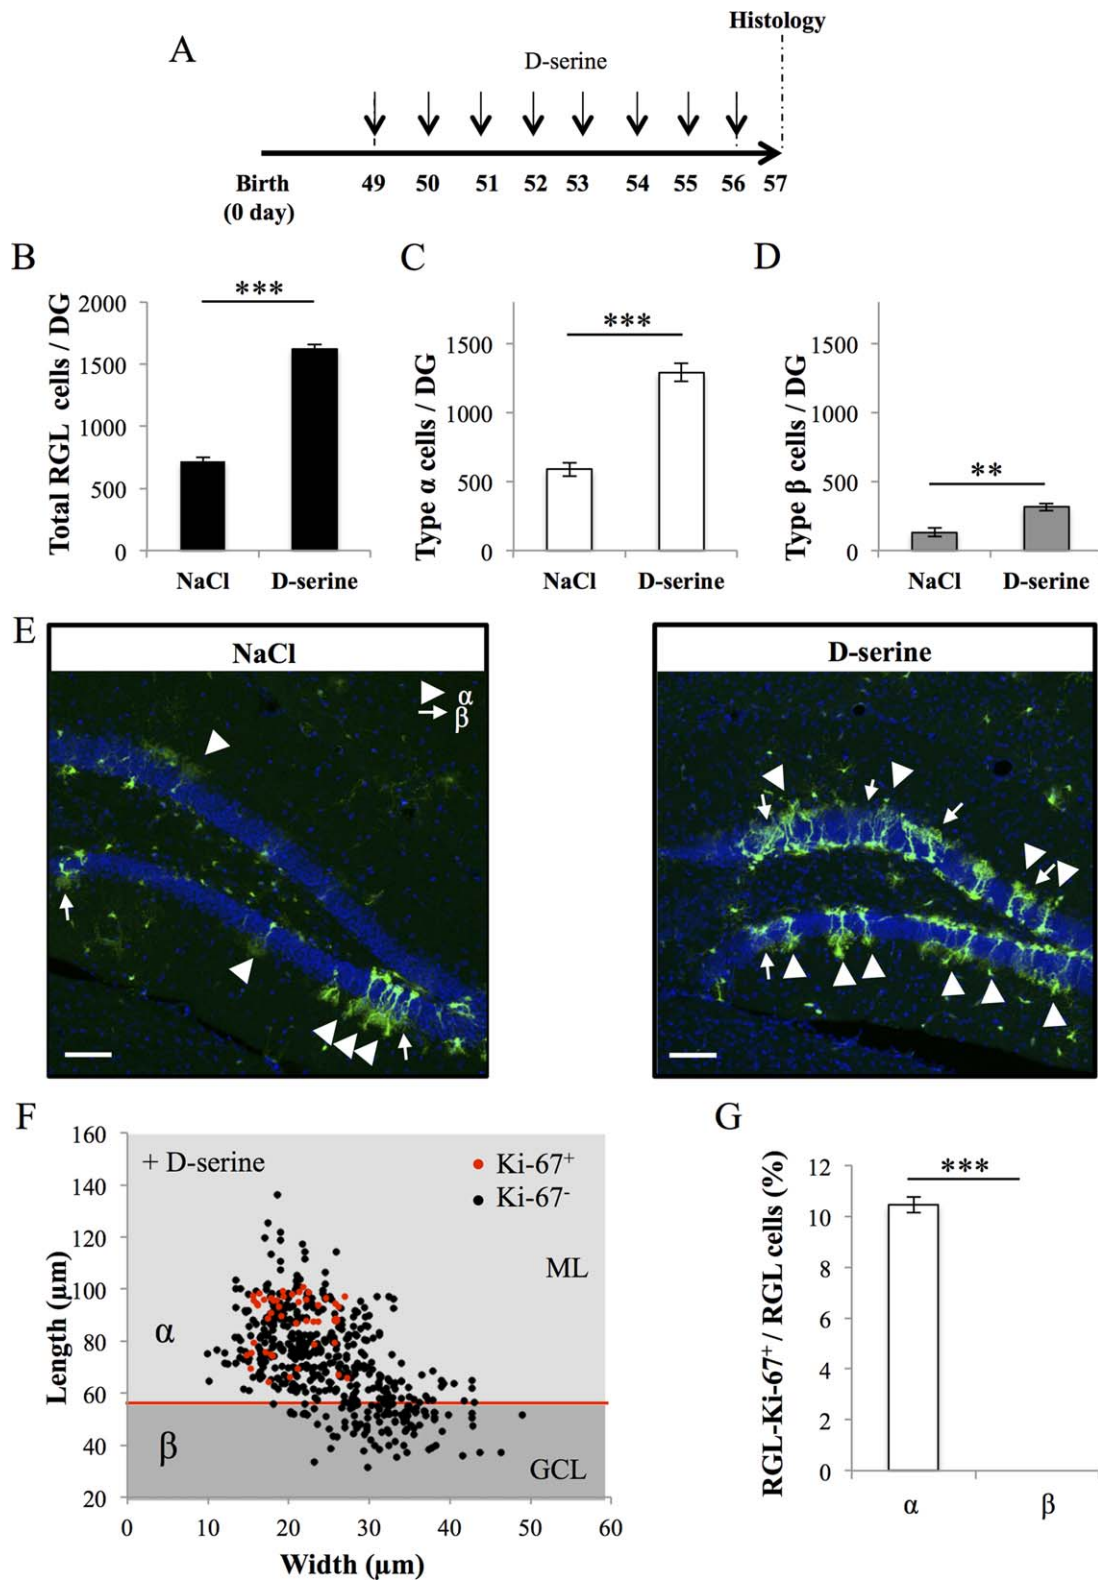 A
Histology
D-serine
Birth
(0 day)
49 50 51 52 53 54 55 56 57
B
Total RGL cells / DG
2000
1500
1000
500
0
***
NaCl D-serine
C
Type α cells / DG
1500
1000
500
0
***
NaCl D-serine
D
Type β cells / DG
1500
1000
500
0
**
NaCl D-serine
E
NaCl
α
β
D-serine
F
Length (µm)
160
140
120
100
80
60
40
20
+ D-serine
Ki-67+
Ki-67-
ML
α
β
GCL
0 10 20 30 40 50 60
Width (µm)
G
RGL-Ki-67+ / RGL cells (%)
12
10
8
6
4
2
0
***
α β